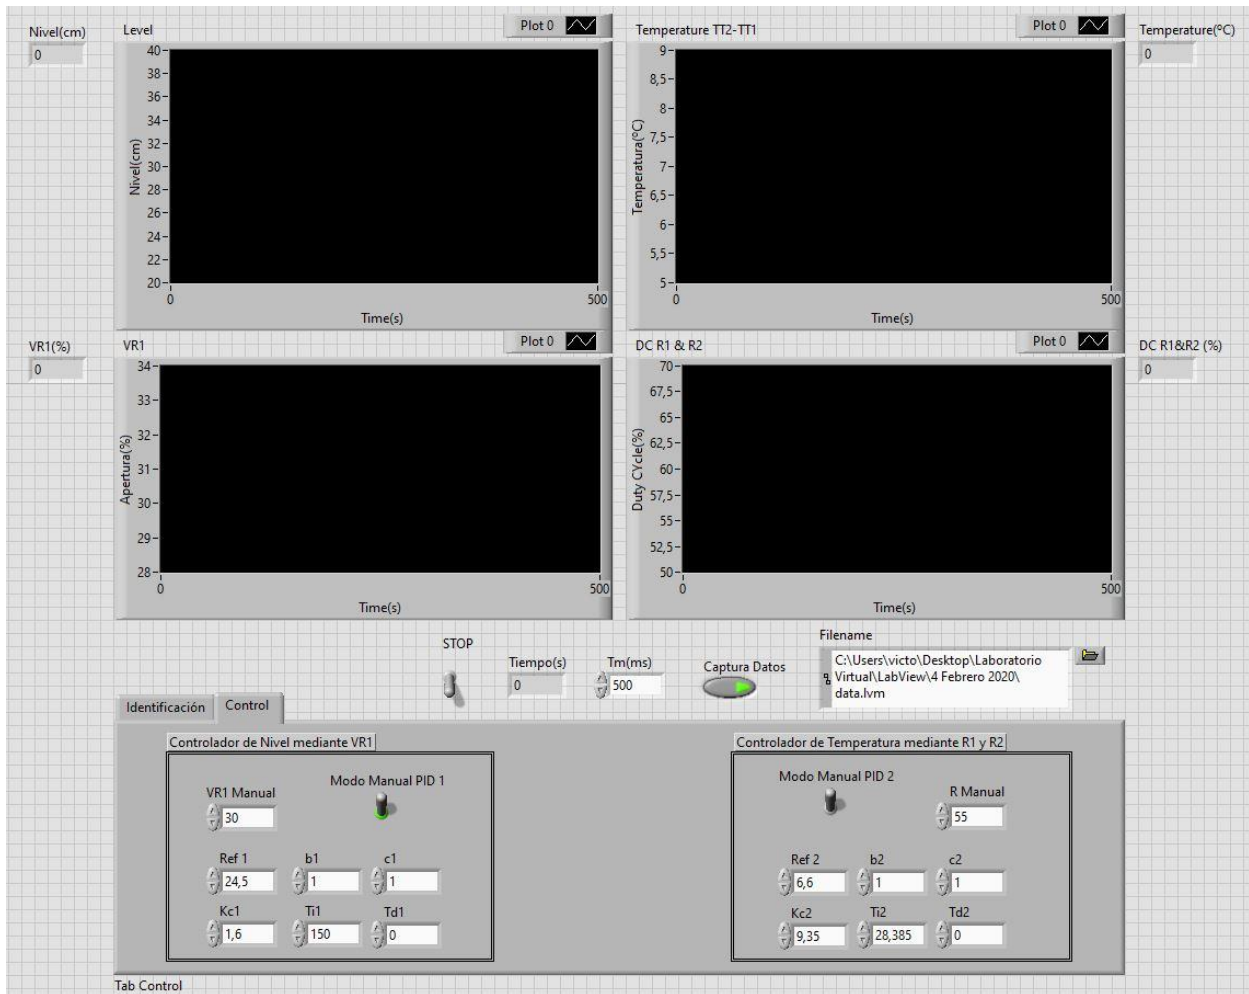 Nivel(cm)
0
Level
Plot 0
40
38
36
34
32
30
28
26
24
22
20
Nivel(cm)
0
500
Time(s)
Temperature TT2-TT1
Plot 0
9
8,5
8
7,5
7
6,5
6
5,5
5
Temperatura(ºC)
0
500
Time(s)
Temperature(ºC)
0
VR1(%)
0
VR1
Plot 0
34
33
32
31
30
29
28
Apertura(%)
0
500
Time(s)
DC R1 & R2
Plot 0
70
67,5
65
62,5
60
57,5
55
52,5
50
Duty CYcle(%)
0
500
Time(s)
DC R1&R2 (%)
0
STOP
Tiempo(s)
0
Tm(ms)
500
Captura Datos
Filename
C:\Users\victo\Desktop\Laboratorio
Virtual\LabView\4 Febrero 2020\
data.lvm
Identificación
Control
Controlador de Nivel mediante VR1
VR1 Manual
30
Modo Manual PID 1
Ref 1
24,5
b1
1
c1
1
Kc1
1,6
Ti1
150
Td1
0
Controlador de Temperatura mediante R1 y R2
Modo Manual PID 2
R Manual
55
Ref 2
6,6
b2
1
c2
1
Kc2
9,35
Ti2
28,385
Td2
0
Tab Control